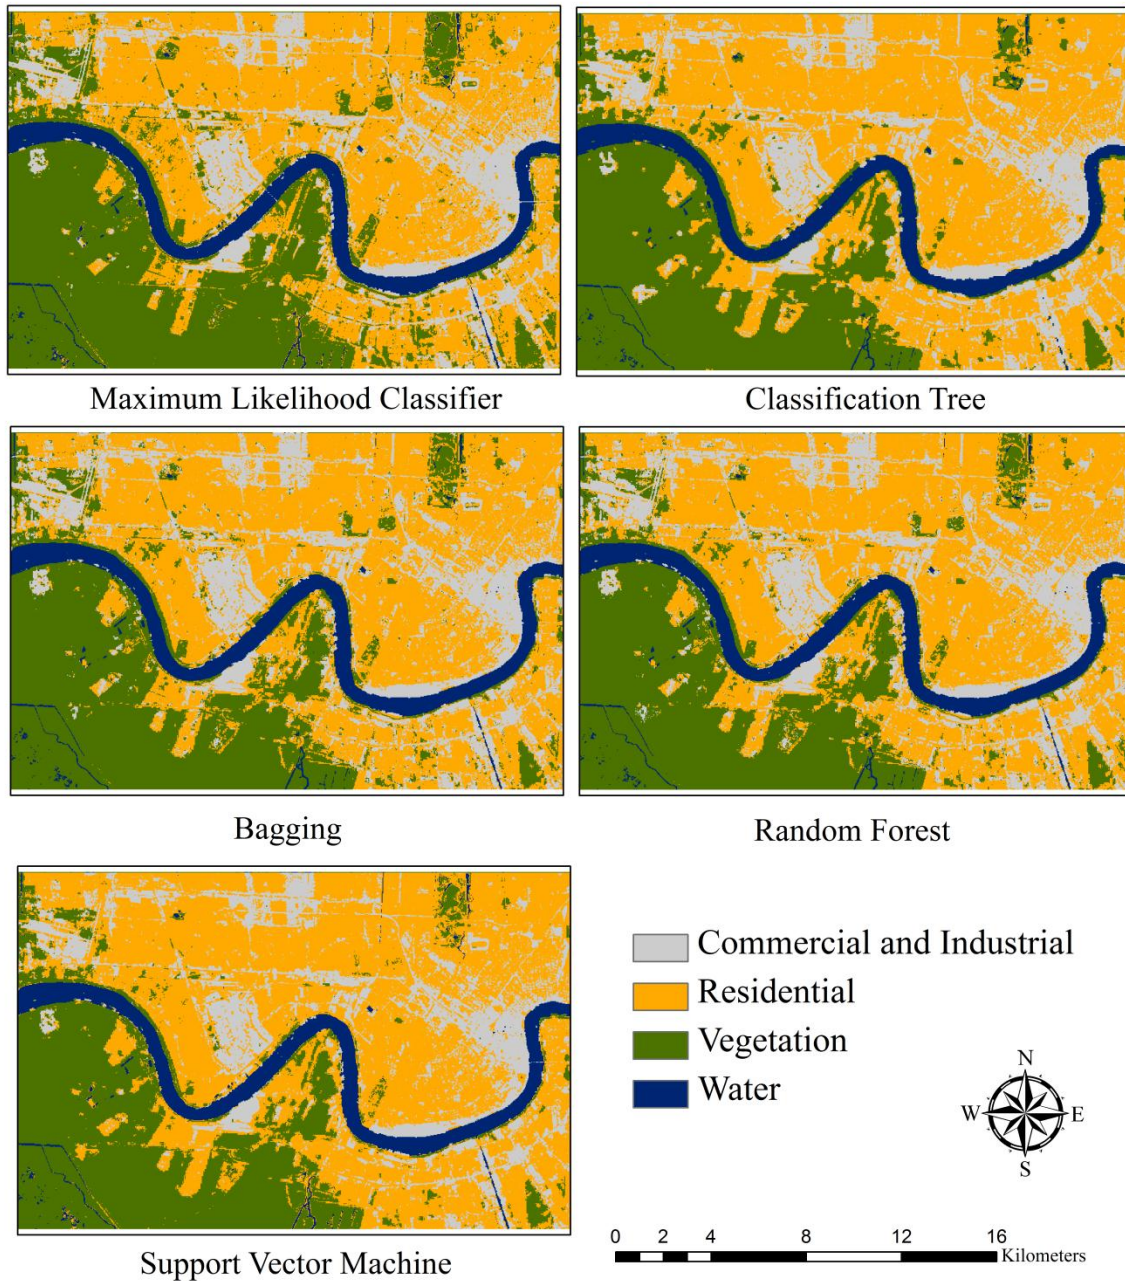 Maximum Likelihood Classifier
Classification Tree
Bagging
Random Forest
Support Vector Machine
Commercial and Industrial
Residential
Vegetation
Water
N
W E
S
0 2 4 8 12 16
Kilometers